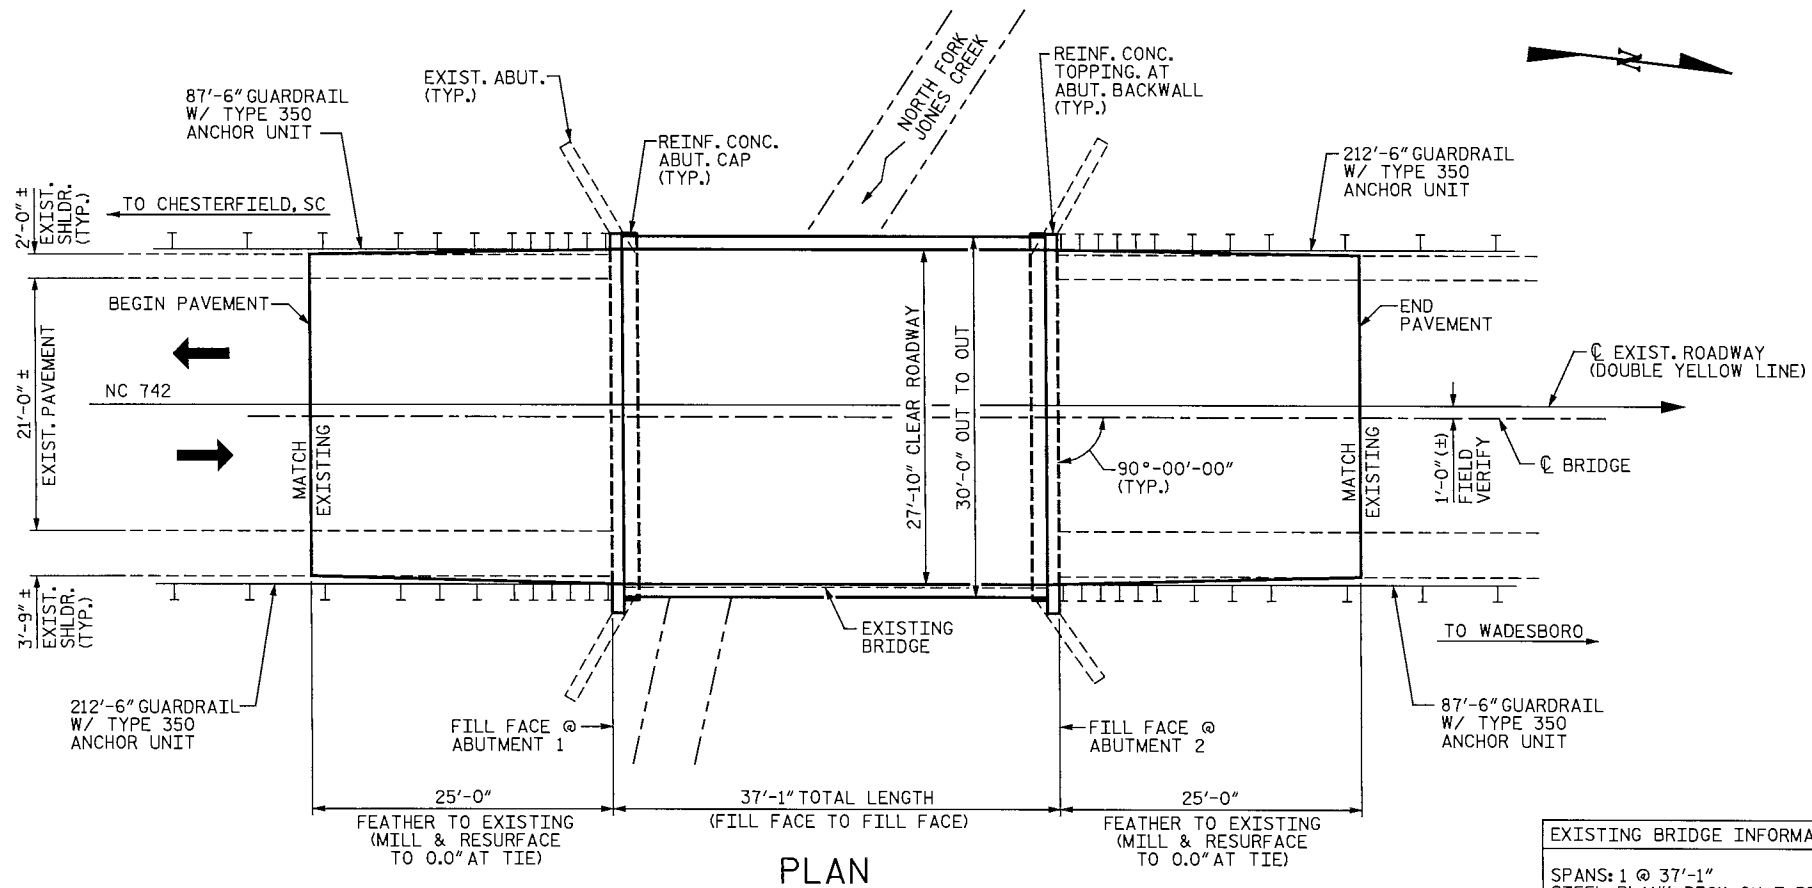 EXIST. ABUT.
(TYP.)
NORTH FORK
JONES CREEK
REINF. CONC.
TOPPING. AT
ABUT. BACKWALL
(TYP.)
N
87'-6" GUARDRAIL
W/ TYPE 350
ANCHOR UNIT
REINF. CONC.
ABUT. CAP
(TYP.)
212'-6" GUARDRAIL
W/ TYPE 350
ANCHOR UNIT
2'-0" ±
EXIST.
SHLDR.
(TYP.)
TO CHESTERFIELD, SC
BEGIN PAVEMENT
END
PAVEMENT
21'-0" ±
EXIST. PAVEMENT
NC 742
MATCH
EXISTING
27'-10" CLEAR ROADWAY
30'-0" OUT TO OUT
℄ EXIST. ROADWAY
(DOUBLE YELLOW LINE)
90°-00'-00"
(TYP.)
MATCH
EXISTING
1'-0" (±)
FIELD
VERIFY
℄ BRIDGE
3'-9" ±
EXIST.
SHLDR.
(TYP.)
EXISTING
BRIDGE
TO WADESBORO
212'-6" GUARDRAIL
W/ TYPE 350
ANCHOR UNIT
FILL FACE @
ABUTMENT 1
FILL FACE @
ABUTMENT 2
87'-6" GUARDRAIL
W/ TYPE 350
ANCHOR UNIT
25'-0"
FEATHER TO EXISTING
(MILL & RESURFACE
TO 0.0" AT TIE)
37'-1" TOTAL LENGTH
(FILL FACE TO FILL FACE)
25'-0"
FEATHER TO EXISTING
(MILL & RESURFACE
TO 0.0" AT TIE)
PLAN
EXISTING BRIDGE INFORMA
SPANS: 1 @ 37'-1"